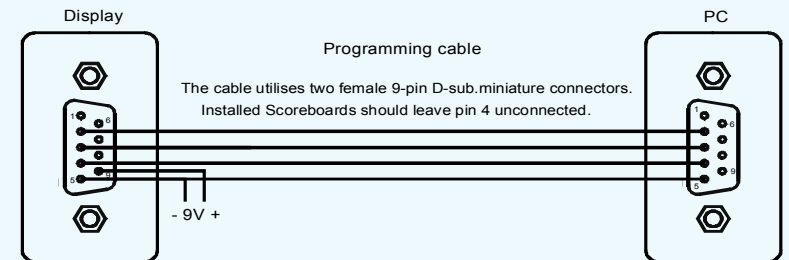 Display
PC
Programming cable
The cable utilises two female 9-pin D-sub.miniature connectors.
Installed Scoreboards should leave pin 4 unconnected.
1
6
5
9
1
6
5
9
- 9V +